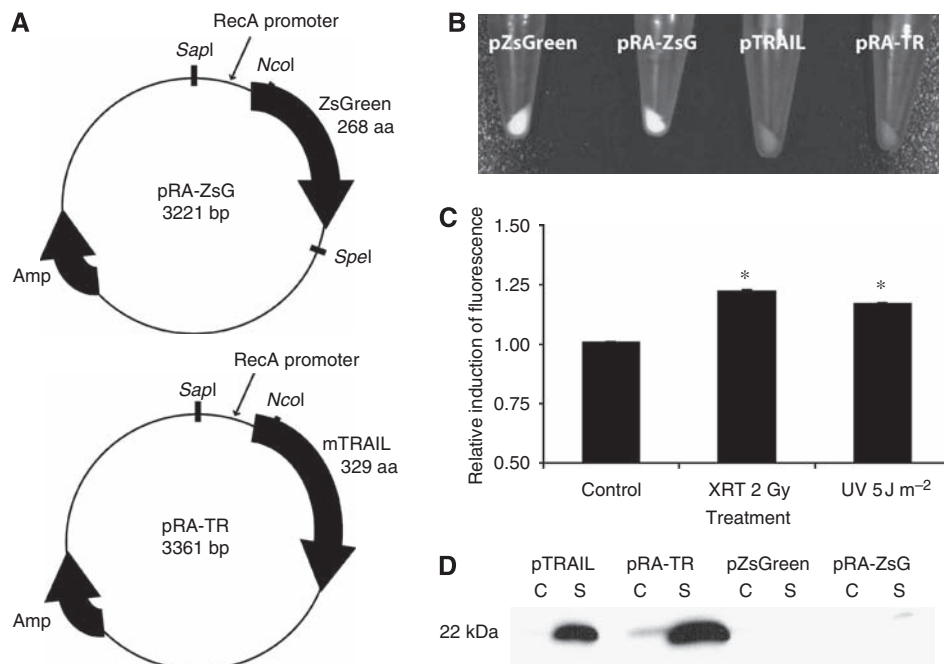 A
RecA promoter
SapI
NcoI
ZsGreen
268 aa
pRA-ZsG
3221 bp
SpeI
Amp
RecA promoter
SapI
NcoI
mTRAIL
329 aa
pRA-TR
3361 bp
Amp
B
pZsGreen pRA-ZsG pTRAIL pRA-TR
C
Relative induction of fluorescence
1.50
1.25
1.00
0.75
0.50
* *
Control XRT 2 Gy UV 5 J m–2
Treatment
D
pTRAIL pRA-TR pZsGreen pRA-ZsG
C S C S C S C S
22 kDa